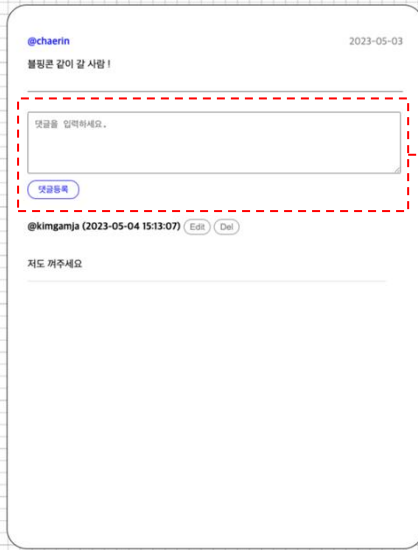 @chaerin 2023-05-03
블핑콘 같이 갈 사람 !
댓글을 입력하세요.
댓글등록
@kimgamja (2023-05-04 15:13:07) Edit Del
저도 껴주세요